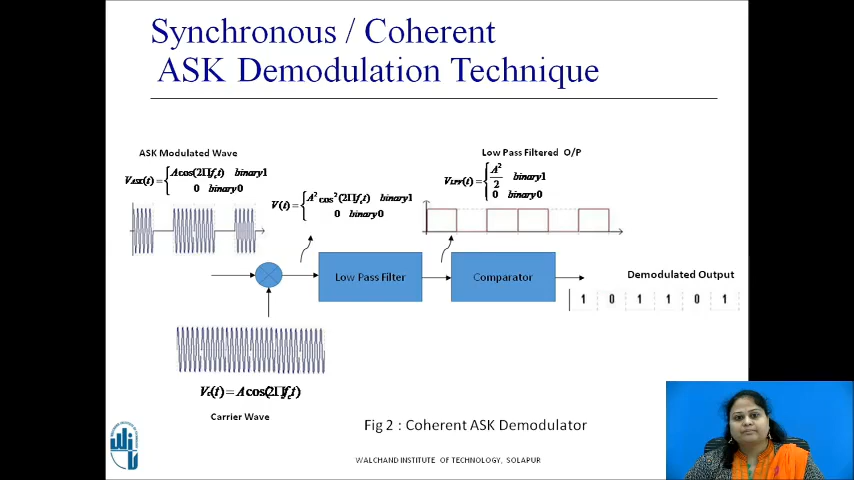 Synchronous / Coherent
ASK Demodulation Technique
ASK Modulated Wave
V_ASK(t) = { A cos(2Πf_c t) binary1
0 binary0
V(t) = { A² cos²(2Πf_c t) binary1
0 binary0
Low Pass Filtered O/P
V_LPF(t) = { A²/2 binary1
0 binary0
Low Pass Filter
Comparator
Demodulated Output
1 0 1 1 0 1
V_c(t) = A cos(2Πf_c t)
Carrier Wave
Fig 2 : Coherent ASK Demodulator
WALCHAND INSTITUTE OF TECHNOLOGY, SOLAPUR